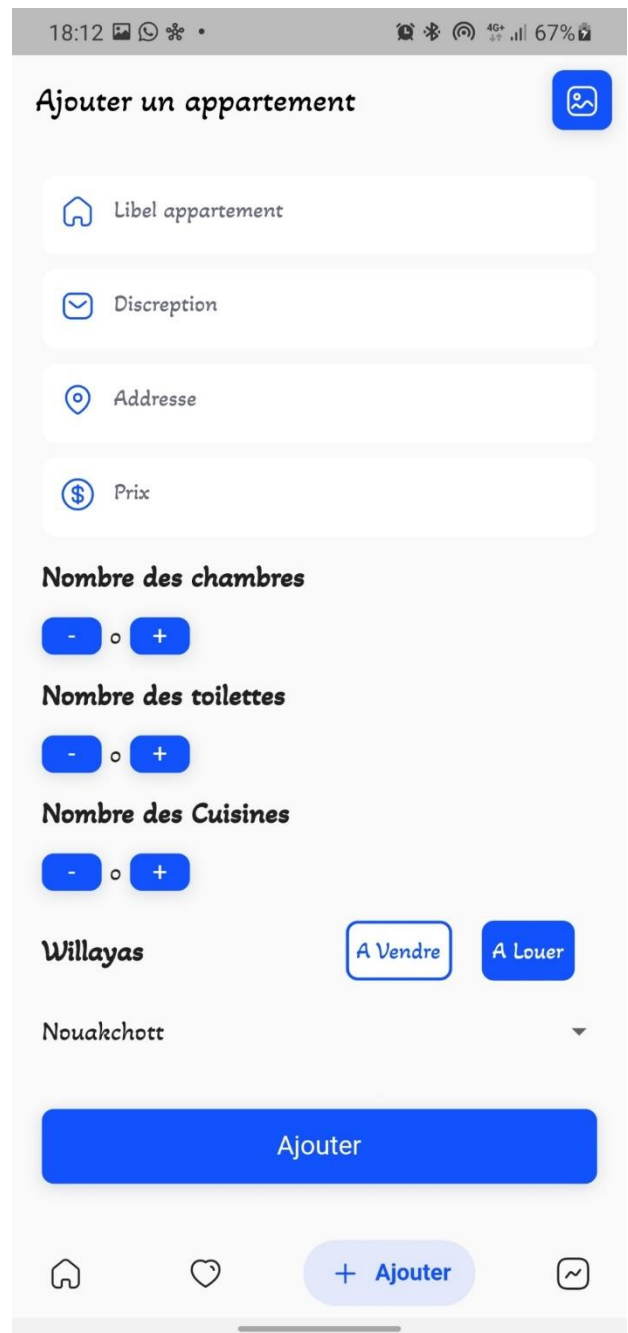 18:12
4G+ 67%
Ajouter un appartement
Libel appartement
Discreption
Addresse
Prix
Nombre des chambres
- 0 +
Nombre des toilettes
- 0 +
Nombre des Cuisines
- 0 +
Willayas A Vendre A Louer
Nouakchott
Ajouter
+ Ajouter